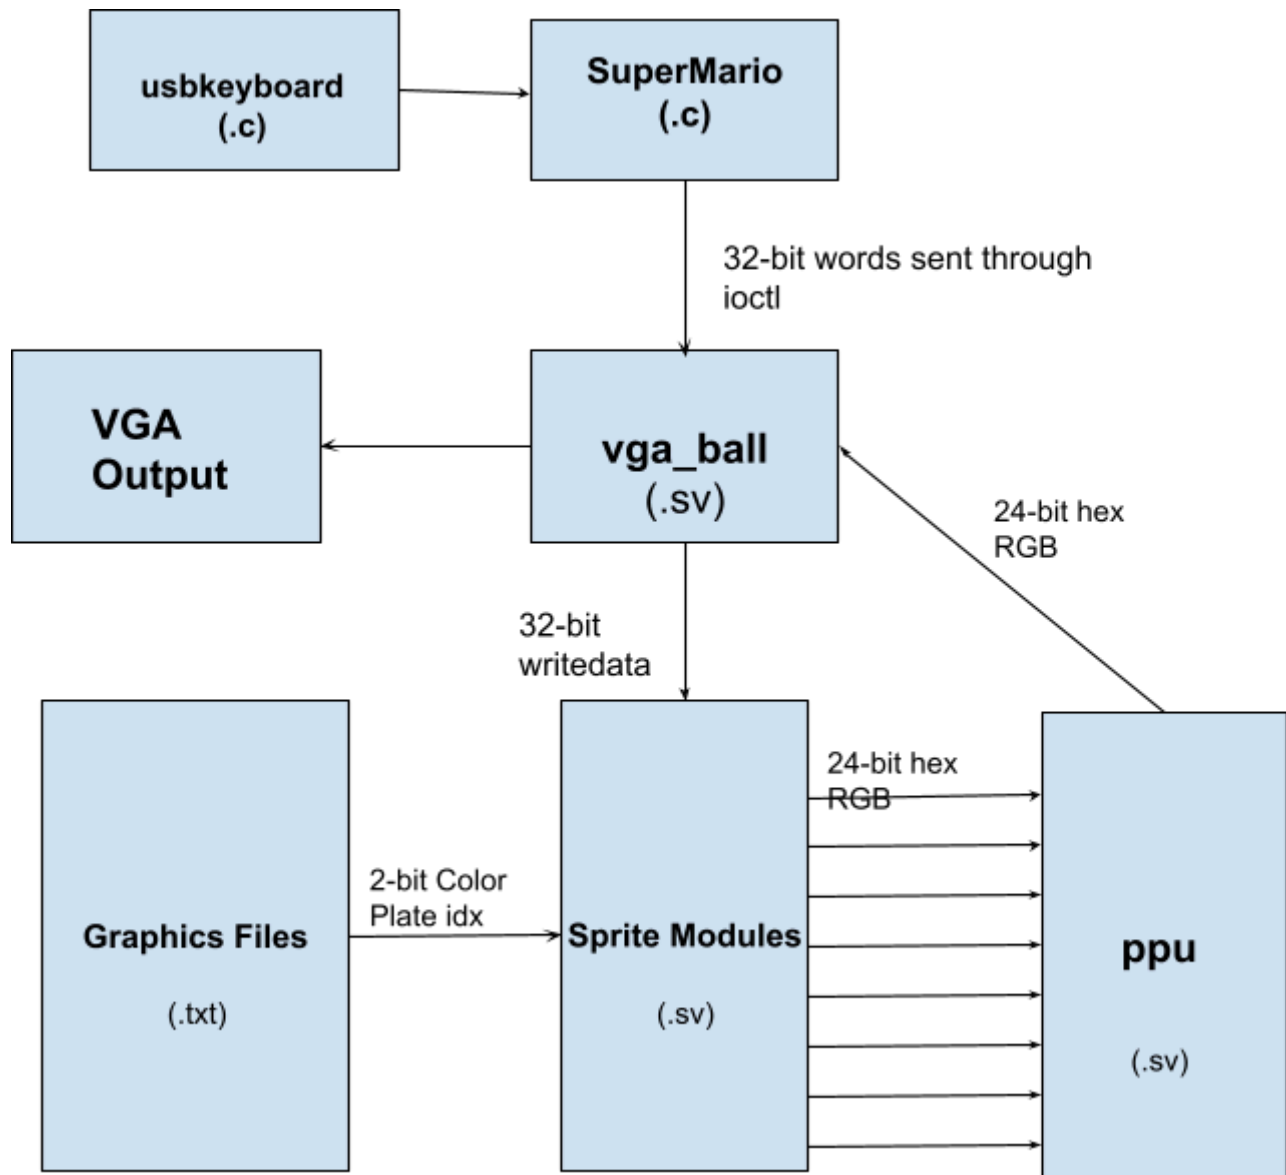 usbkeyboard
(.c)
SuperMario
(.c)
32-bit words sent through
ioctl
VGA
Output
vga_ball
(.sv)
24-bit hex
RGB
32-bit
writedata
Graphics Files
(.txt)
2-bit Color
Plate idx
Sprite Modules
(.sv)
24-bit hex
RGB
ppu
(.sv)